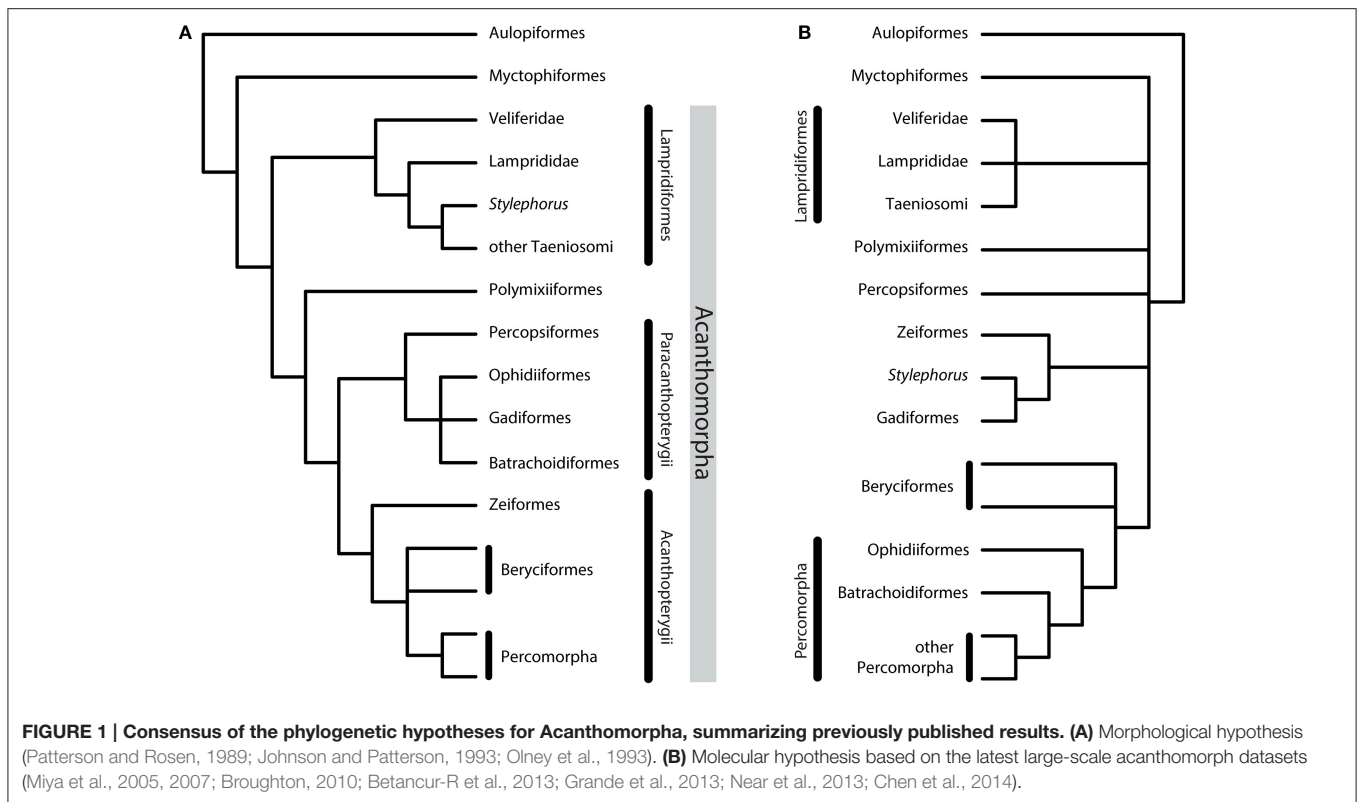 A
Aulopiformes
Myctophiformes
Veliferidae
Lamprididae
Stylephorus
other Taeniosomi
Polymixiiformes
Percopsiformes
Ophidiiformes
Gadiformes
Batrachoidiformes
Zeiformes
Beryciformes
Percomorpha
Lampridiformes
Paracanthopterygii
Acanthopterygii
Acanthomorpha
B
Aulopiformes
Myctophiformes
Lampridiformes
Veliferidae
Lamprididae
Taeniosomi
Polymixiiformes
Percopsiformes
Zeiformes
Stylephorus
Gadiformes
Beryciformes
Percomorpha
Ophidiiformes
Batrachoidiformes
other
Percomorpha
FIGURE 1 | Consensus of the phylogenetic hypotheses for Acanthomorpha, summarizing previously published results. (A) Morphological hypothesis
(Patterson and Rosen, 1989; Johnson and Patterson, 1993; Olney et al., 1993). (B) Molecular hypothesis based on the latest large-scale acanthomorph datasets
(Miya et al., 2005, 2007; Broughton, 2010; Betancur-R et al., 2013; Grande et al., 2013; Near et al., 2013; Chen et al., 2014).